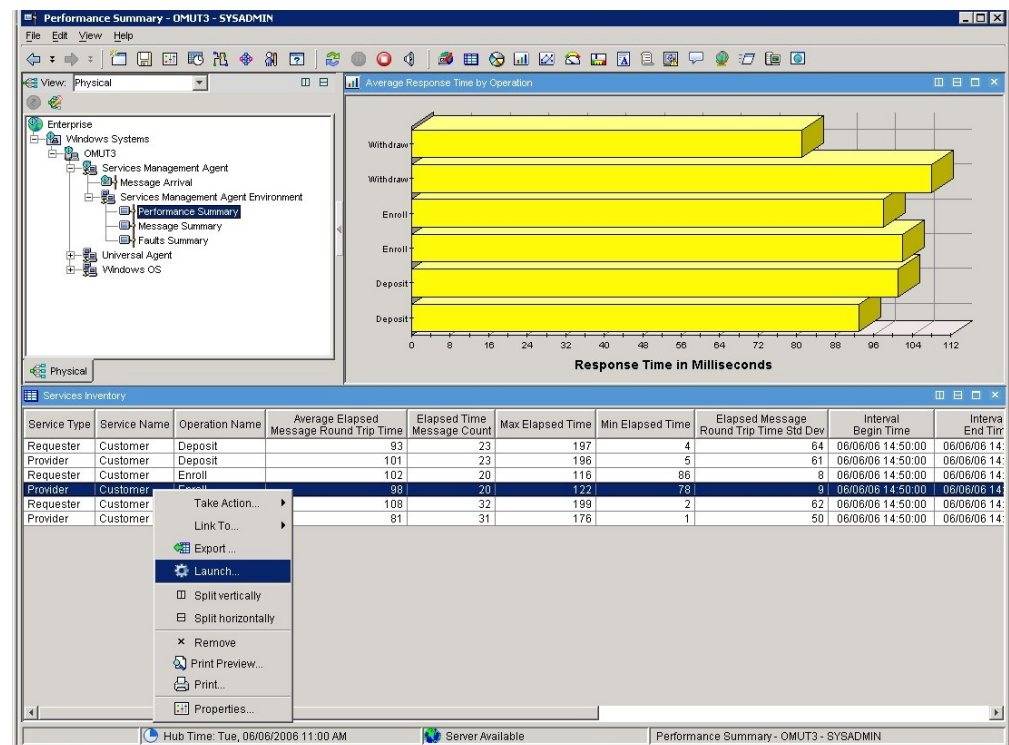 Performance Summary - OMUT3 - SYSADMIN
File Edit View Help
View: Physical
Enterprise
Windows Systems
OMUT3
Services Management Agent
Message Arrival
Services Management Agent Environment
Performance Summary
Message Summary
Faults Summary
Universal Agent
Windows OS
Physical
Average Response Time by Operation
Withdraw
Withdraw
Enroll
Enroll
Deposit
Deposit
0 8 16 24 32 40 48 56 64 72 80 88 96 104 112
Response Time in Milliseconds
Services Inventory
Service Type Service Name Operation Name Average Elapsed Message Round Trip Time Elapsed Time Message Count Max Elapsed Time Min Elapsed Time Elapsed Message Round Trip Time Std Dev Interval Begin Time Interva End Tim
Requester Customer Deposit 93 23 197 4 64 06/06/06 14:50:00 06/06/06 14:
Provider Customer Deposit 101 23 196 5 61 06/06/06 14:50:00 06/06/06 14:
Requester Customer Enroll 102 20 116 86 8 06/06/06 14:50:00 06/06/06 14:
Provider Customer Enroll 98 20 122 78 9 06/06/06 14:50:00 06/06/06 14:
Requester Customer 108 32 199 2 62 06/06/06 14:50:00 06/06/06 14:
Provider Customer 81 31 176 1 50 06/06/06 14:50:00 06/06/06 14:
Take Action...
Link To...
Export ...
Launch...
Split vertically
Split horizontally
Remove
Print Preview...
Print...
Properties...
Hub Time: Tue, 06/06/2006 11:00 AM Server Available Performance Summary - OMUT3 - SYSADMIN